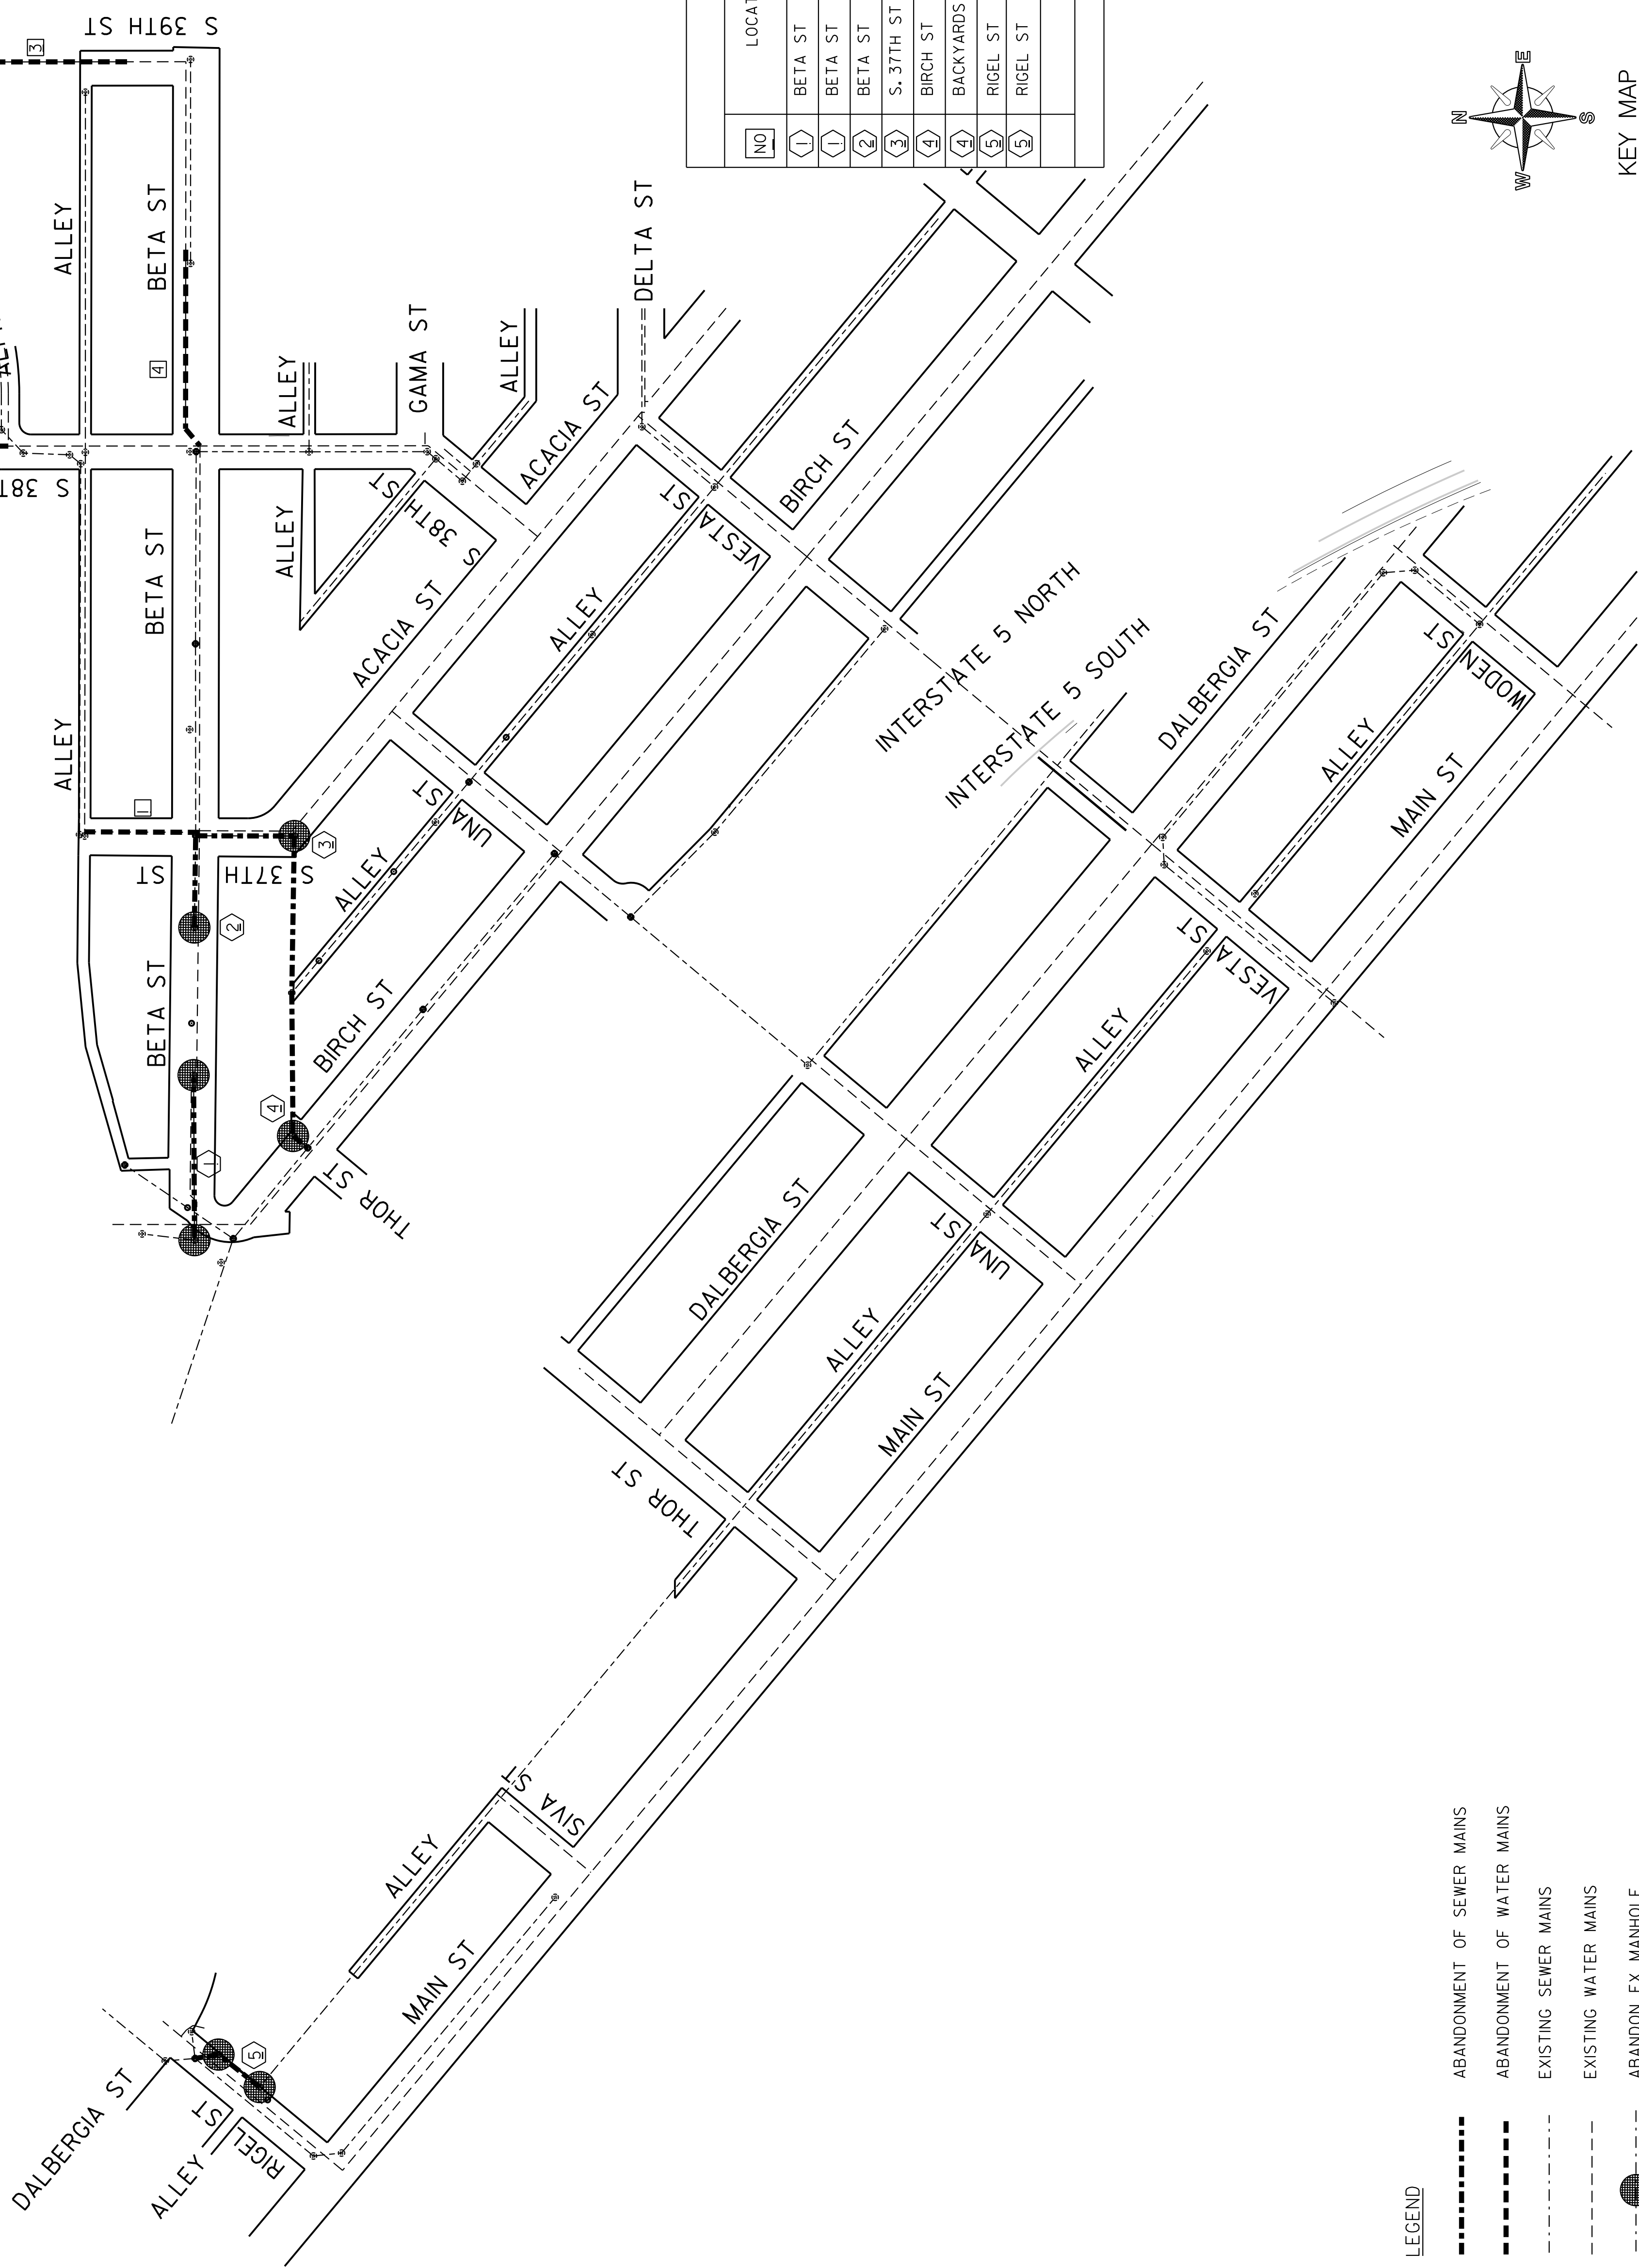 S 39TH ST
3
ALLEY
BETA ST
4
ALLEY
GAMA ST
ALLEY
DELTA ST
ACACIA ST
S 38TH ST
ALLEY
BETA ST
ALLEY
1
S 37TH ST
3
2
BETA ST
1
4
ACACIA ST
ALLEY
UNA ST
ALLEY
BIRCH ST
THOR ST
VESTA ST
BIRCH ST
INTERSTATE 5 NORTH
INTERSTATE 5 SOUTH
DALBERGIA ST
WODEN ST
ALLEY
MAIN ST
VESTA ST
ALLEY
UNA ST
DALBERGIA ST
ALLEY
MAIN ST
THOR ST
SIVA ST
ALLEY
MAIN ST
5
DALBERGIA ST
ALLEY
RIGEL ST
NO
1 BETA ST
1 BETA ST
2 BETA ST
3 S. 37TH ST
4 BIRCH ST
4 BACKYARDS
5 RIGEL ST
5 RIGEL ST
N
E
S
W
KEY MAP
LEGEND
ABANDONMENT OF SEWER MAINS
ABANDONMENT OF WATER MAINS
EXISTING SEWER MAINS
EXISTING WATER MAINS
ABANDON EX MANHOLE